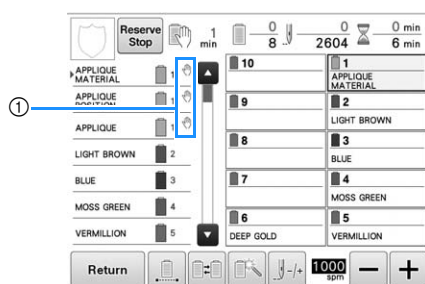 Reserve Stop
1 min
0 0 0 min
8 2604 6 min
APPLIQUE MATERIAL 1
APPLIQUE POSITION 1
APPLIQUE 1
LIGHT BROWN 2
BLUE 3
MOSS GREEN 4
VERMILLION 5
①
10
1
APPLIQUE MATERIAL
9
2
LIGHT BROWN
8
3
BLUE
7
4
MOSS GREEN
6
DEEP GOLD
5
VERMILLION
Return
-/+
1000 spm
− +